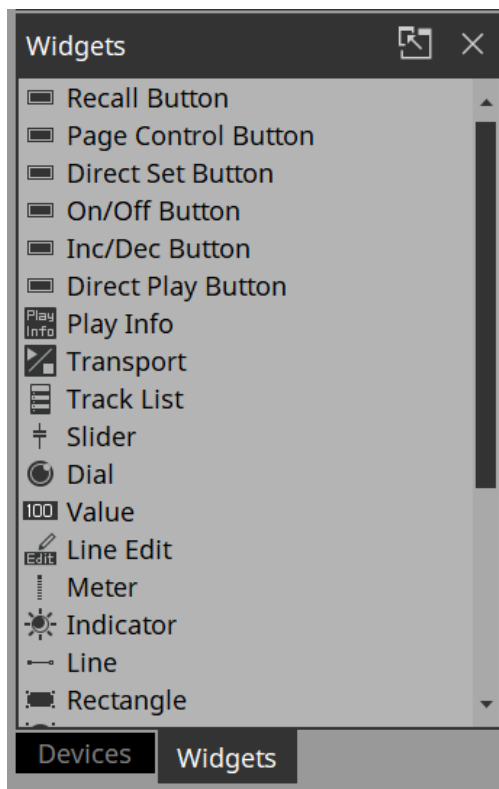 Widgets
Recall Button
Page Control Button
Direct Set Button
On/Off Button
Inc/Dec Button
Direct Play Button
Play Info Play Info
Transport
Track List
Slider
Dial
100 Value
Edit Line Edit
Meter
Indicator
Line
Rectangle
Devices Widgets